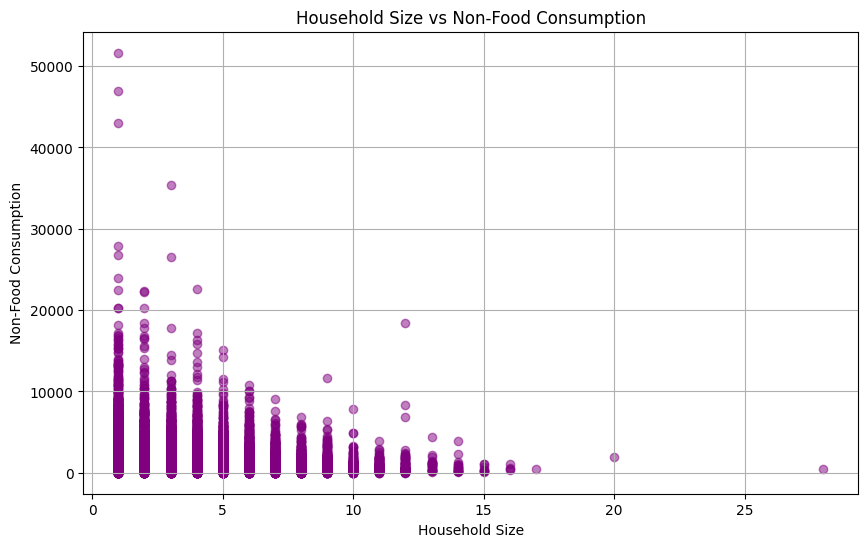 Household Size vs Non-Food Consumption
50000
40000
30000
20000
10000
0
Non-Food Consumption
0 5 10 15 20 25
Household Size